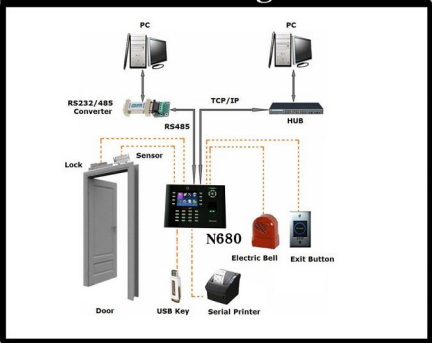 PC
PC
RS232/485
Converter
TCP/IP
RS485
HUB
Lock
Sensor
N680
Electric Bell
Exit Button
Door
USB Key
Serial Printer